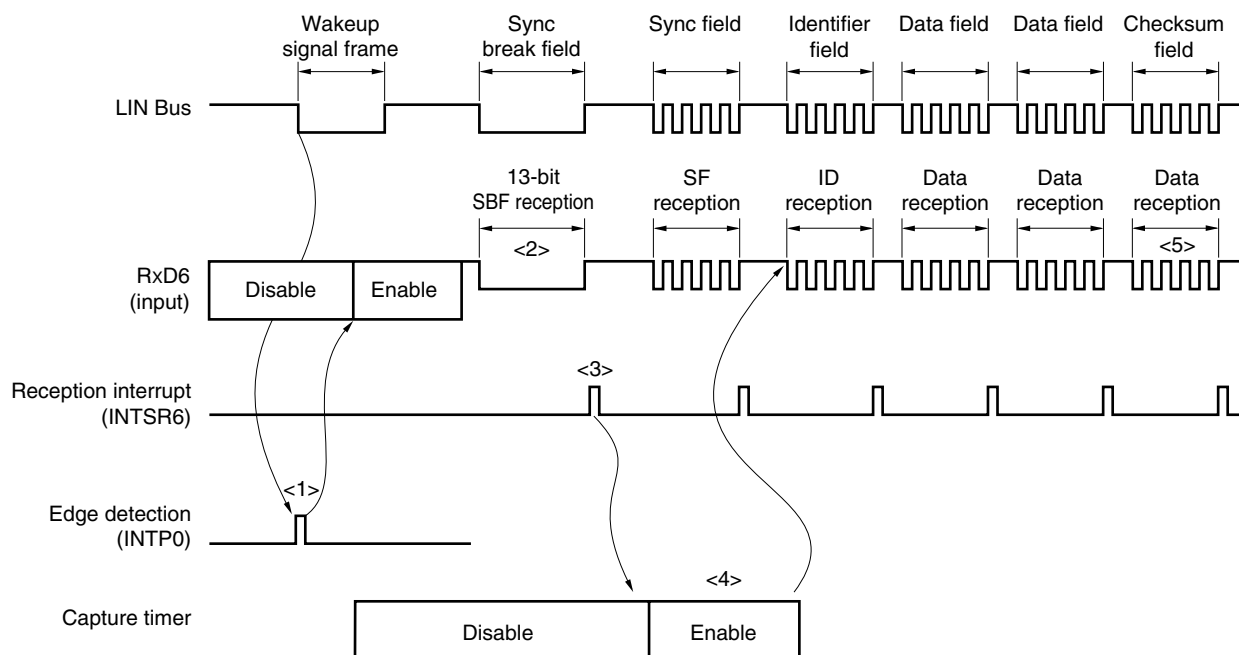 Wakeup
signal frame
Sync
break field
Sync field
Identifier
field
Data field
Data field
Checksum
field
LIN Bus
13-bit
SBF reception
SF
reception
ID
reception
Data
reception
Data
reception
Data
reception
<2>
<5>
RxD6
(input)
Disable
Enable
Reception interrupt
(INTSR6)
<3>
Edge detection
(INTP0)
<1>
Capture timer
Disable
<4>
Enable